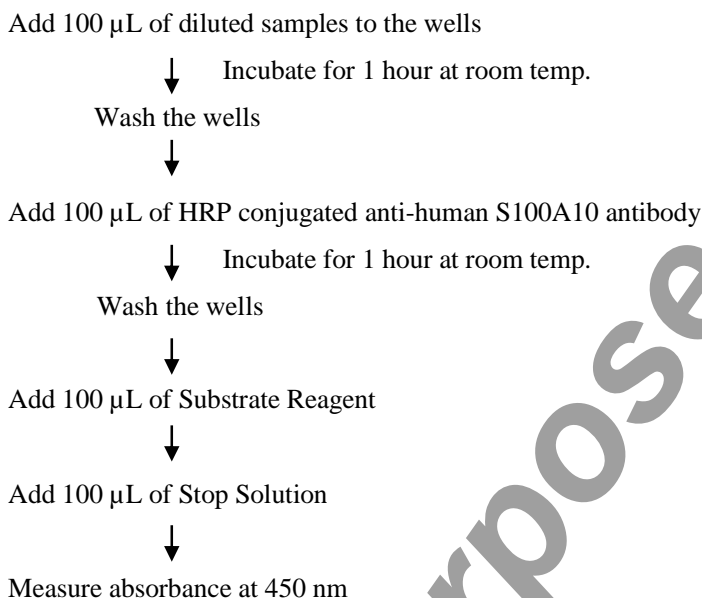 Add 100 µL of diluted samples to the wells
Incubate for 1 hour at room temp.
Wash the wells
Add 100 µL of HRP conjugated anti-human S100A10 antibody
Incubate for 1 hour at room temp.
Wash the wells
Add 100 µL of Substrate Reagent
Add 100 µL of Stop Solution
Measure absorbance at 450 nm